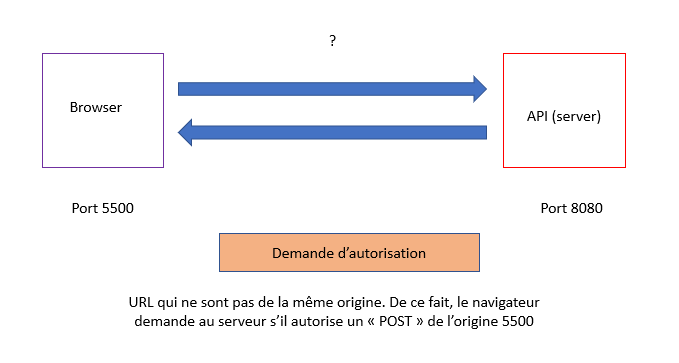 ?
Browser
API (server)
Port 5500
Port 8080
Demande d’autorisation
URL qui ne sont pas de la même origine. De ce fait, le navigateur
demande au serveur s’il autorise un « POST » de l’origine 5500